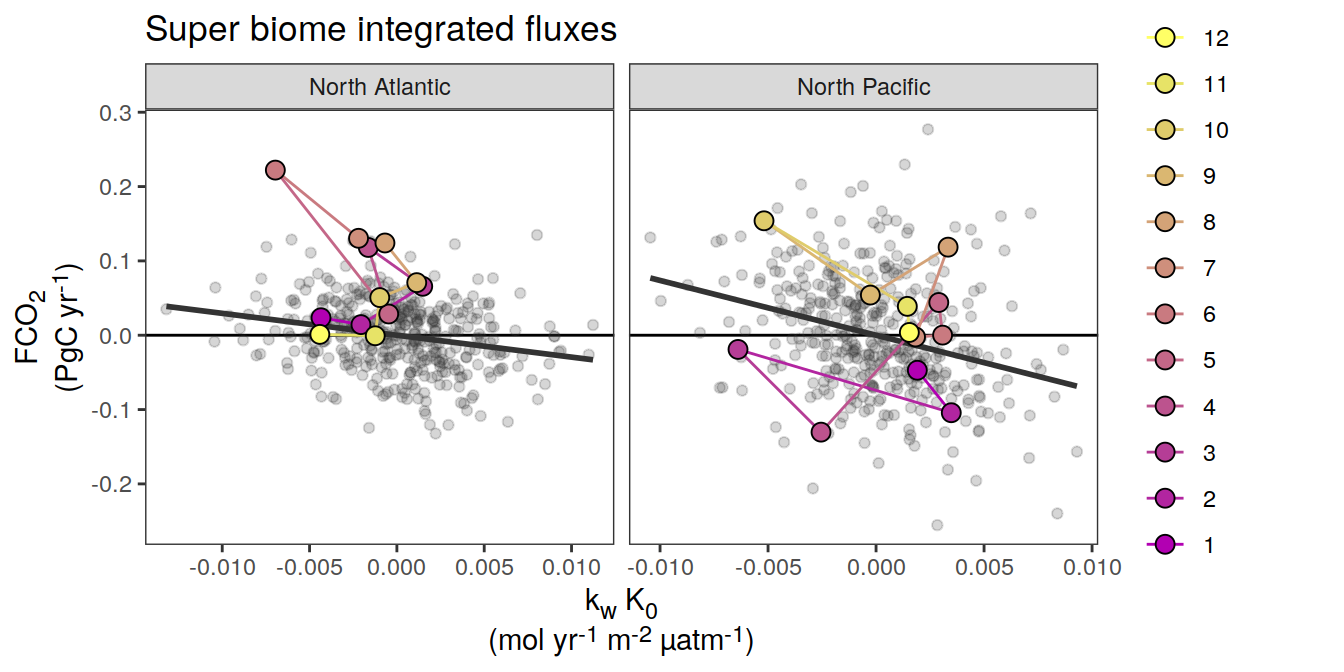 Super biome integrated fluxes
North Atlantic
North Pacific
FCO₂
(PgC yr⁻¹)
0.3
0.2
0.1
0.0
-0.1
-0.2
-0.010 -0.005 0.000 0.005 0.010
-0.010 -0.005 0.000 0.005 0.010
k_w K₀
(mol yr⁻¹ m⁻² µatm⁻¹)
12
11
10
9
8
7
6
5
4
3
2
1